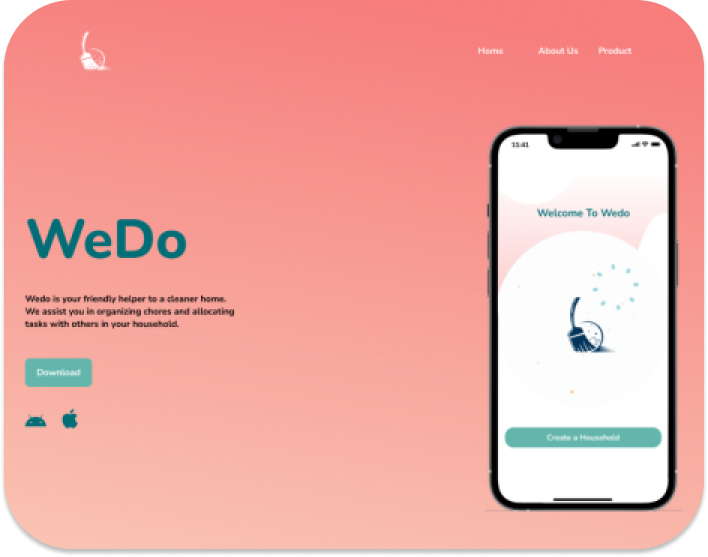 Home About Us Product
WeDo
Wedo is your friendly helper to a cleaner home.
We assist you in organizing chores and allocating
tasks with others in your household.
Download
11:41
Welcome To Wedo
Create a Household